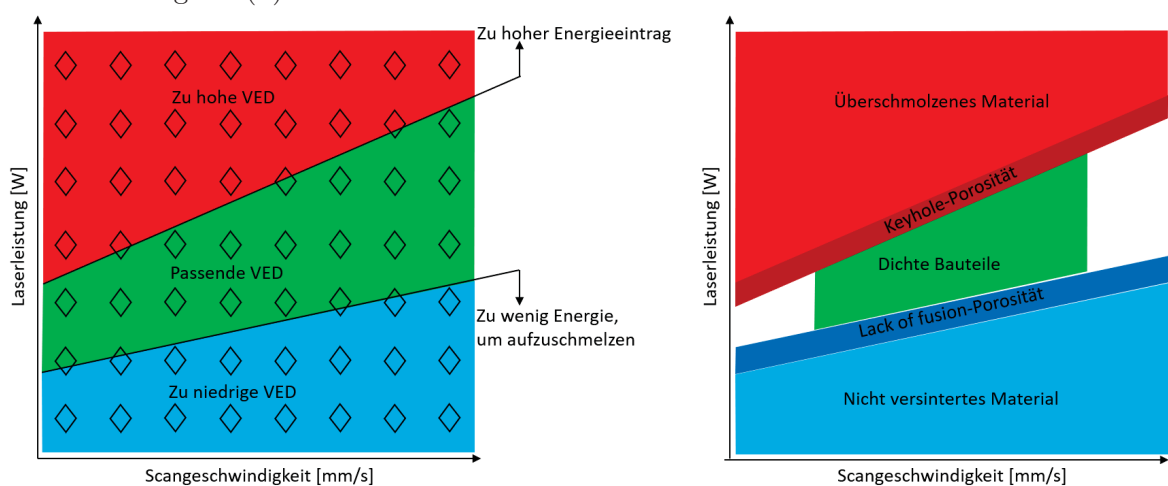 Zu hoher Energieeintrag
Zu hohe VED
Passende VED
Zu wenig Energie,
um aufzuschmelzen
Zu niedrige VED
Laserleistung [W]
Scangeschwindigkeit [mm/s]
Überschmolzenes Material
Keyhole-Porosität
Dichte Bauteile
Lack of fusion-Porosität
Nicht versintertes Material
Laserleistung [W]
Scangeschwindigkeit [mm/s]